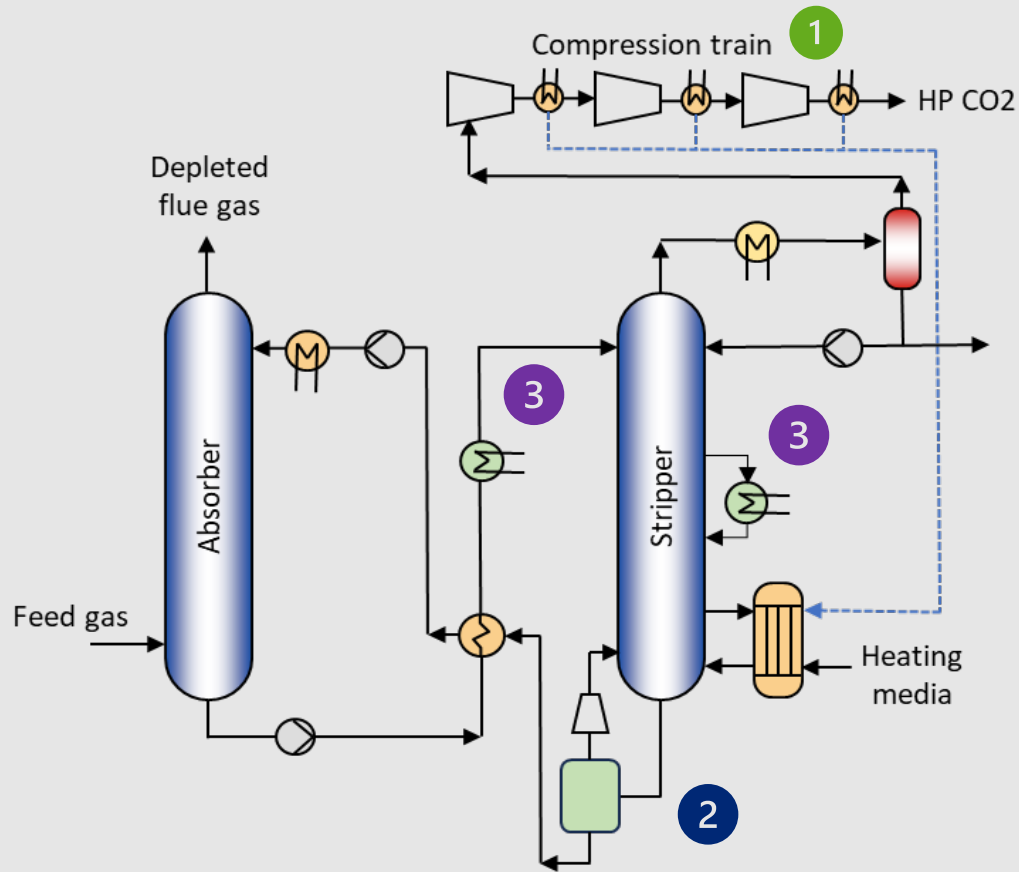 1
Compression train
HP CO2
Depleted
flue gas
3
3
Absorber
Stripper
Feed gas
Heating
media
2